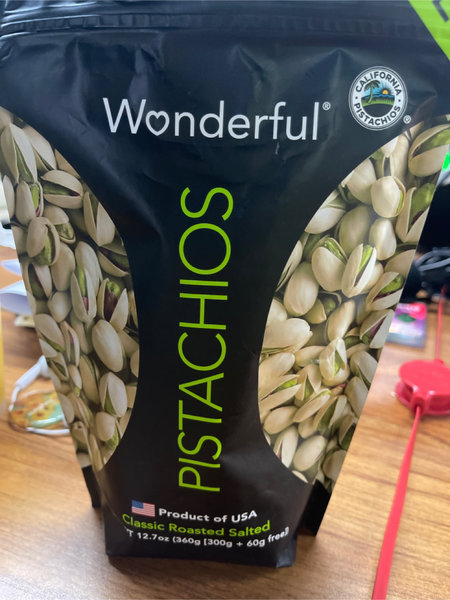 Wonderful®
CALIFORNIA
PISTACHIOS
®
PISTACHIOS
Product of USA
Classic Roasted Salted
12.7oz (360g [300g + 60g free])